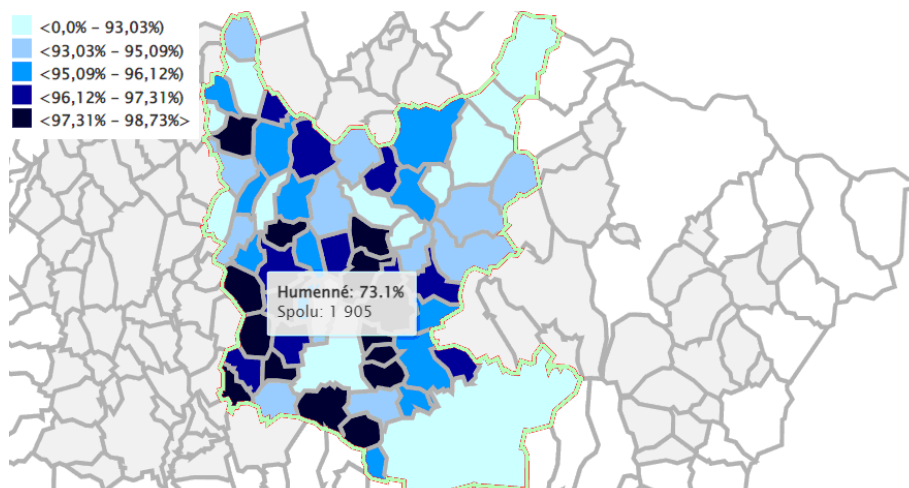 <0,0% – 93,03%)
<93,03% – 95,09%)
<95,09% – 96,12%)
<96,12% – 97,31%)
<97,31% – 98,73%>
Humenné: 73.1%
Spolu: 1 905